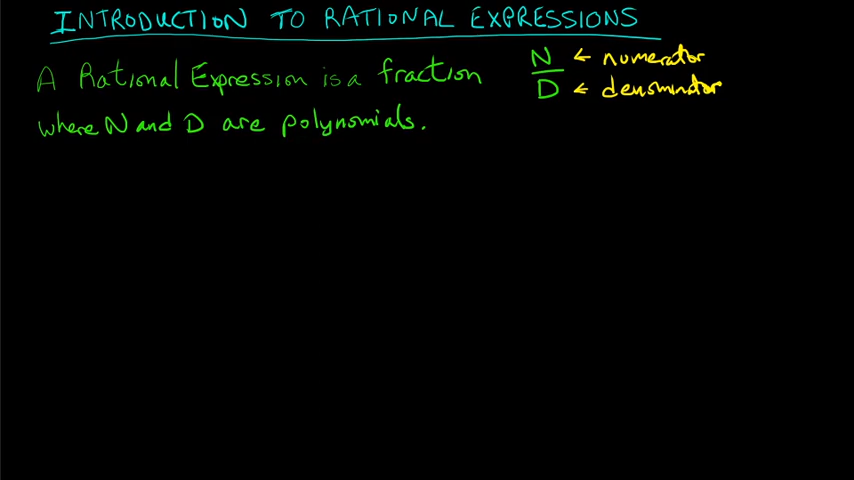 INTRODUCTION TO RATIONAL EXPRESSIONS
A Rational Expression is a fraction N/D
where N and D are polynomials.
← numerator
← denominator